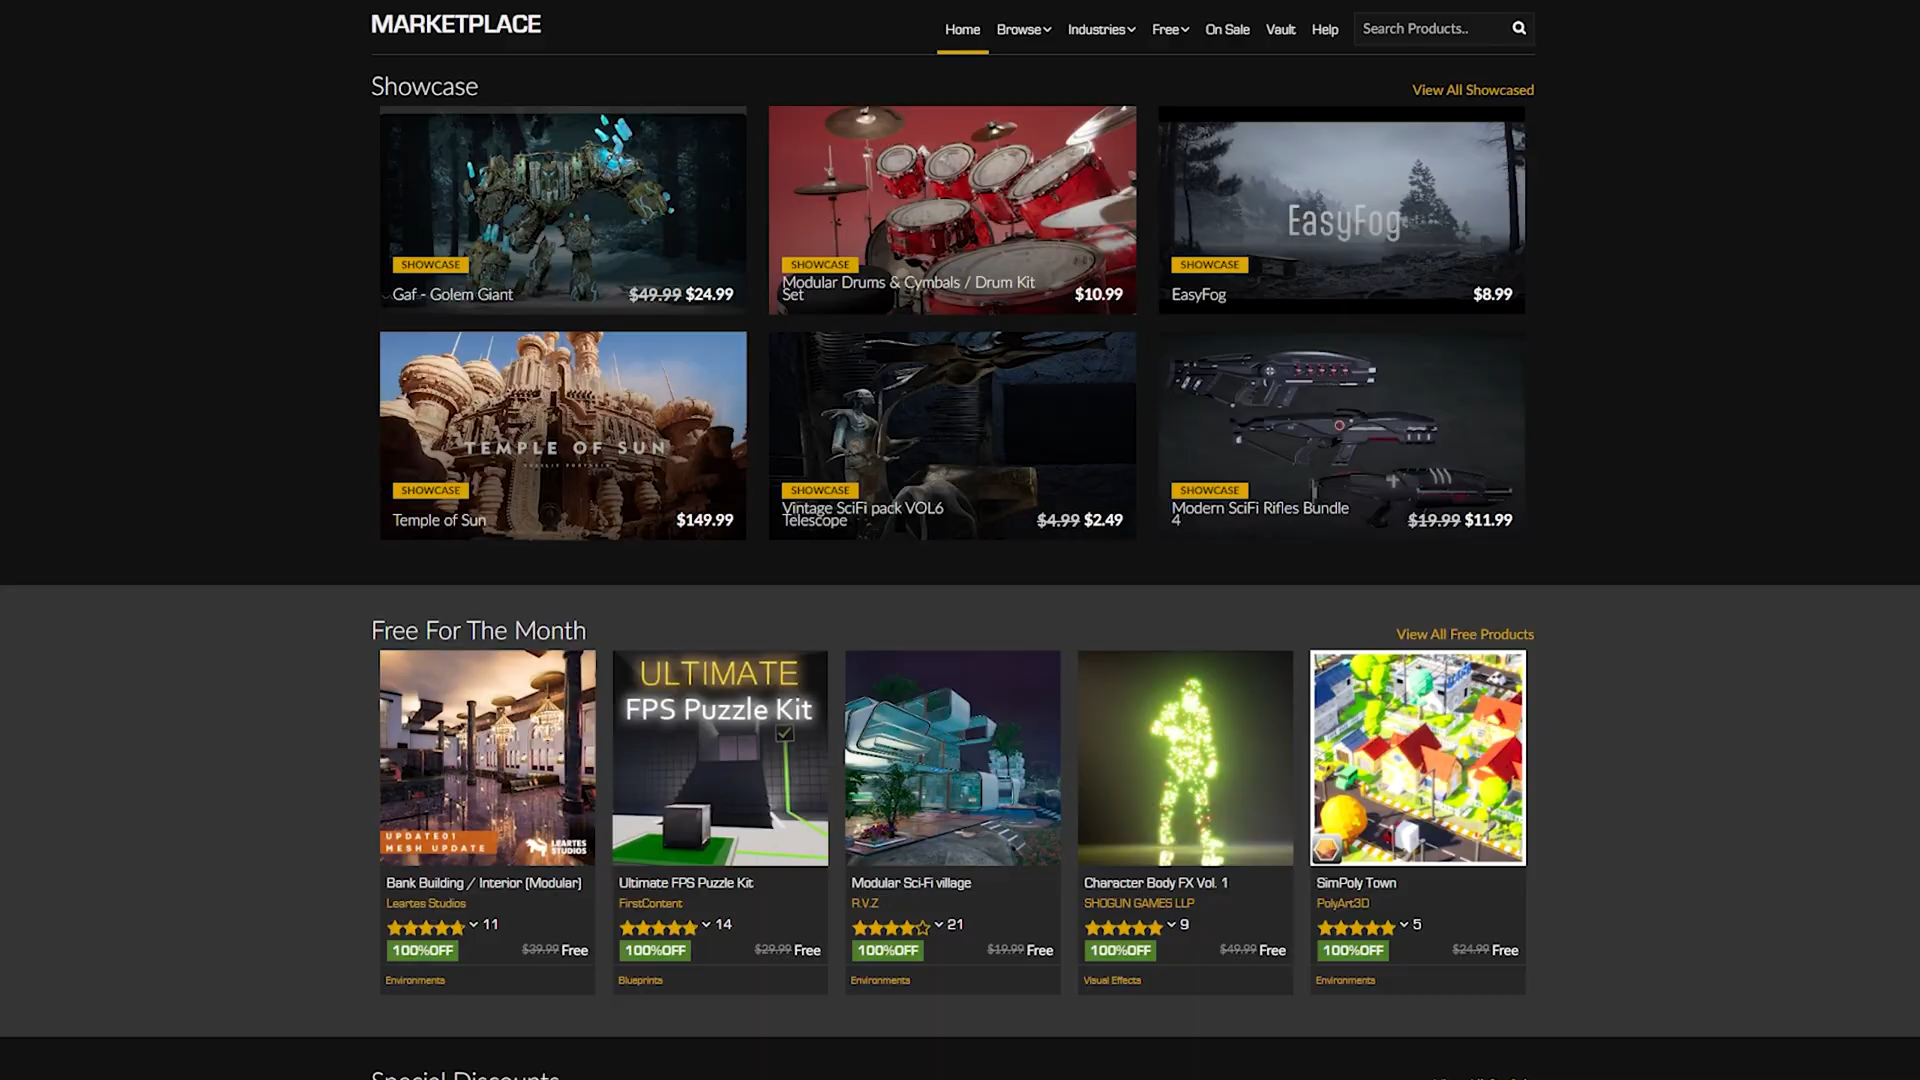 MARKETPLACE
Home Browse Industries Free On Sale Vault Help Search Products..
Showcase
View All Showcased
SHOWCASE
Gaf - Golem Giant
$49.99 $24.99
SHOWCASE
Modular Drums & Cymbals / Drum Kit
Set
$10.99
EasyFog
SHOWCASE
EasyFog
$8.99
TEMPLE OF SUN
SHOWCASE
Temple of Sun
$149.99
SHOWCASE
Vintage SciFi pack VOL6
Telescope
$4.99 $2.49
SHOWCASE
Modern SciFi Rifles Bundle
4
$19.99 $11.99
Free For The Month
View All Free Products
UPDATE01
MESH UPDATE
LEARTES
STUDIOS
Bank Building / Interior [Modular]
Leartes Studios
11
100%OFF
$39.99 Free
Environments
ULTIMATE
FPS Puzzle Kit
Ultimate FPS Puzzle Kit
FirstContent
14
100%OFF
$29.99 Free
Blueprints
Modular Sci-Fi village
R.V.Z
21
100%OFF
$19.99 Free
Environments
Character Body FX Vol. 1
SHOGUN GAMES LLP
9
100%OFF
$49.99 Free
Visual Effects
SimPoly Town
PolyArt3D
5
100%OFF
$24.99 Free
Environments
Special Discounts